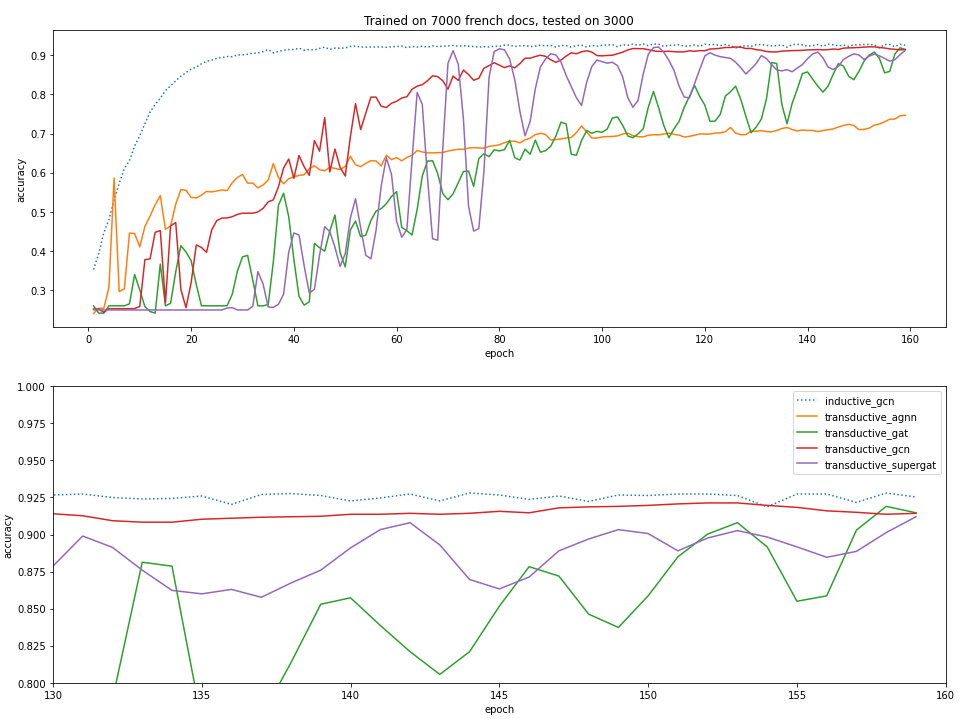 Trained on 7000 french docs, tested on 3000
accuracy
0.9
0.8
0.7
0.6
0.5
0.4
0.3
0 20 40 60 80 100 120 140 160
epoch
accuracy
1.000
0.975
0.950
0.925
0.900
0.875
0.850
0.825
0.800
inductive_gcn
transductive_agnn
transductive_gat
transductive_gcn
transductive_supergat
130 135 140 145 150 155 160
epoch